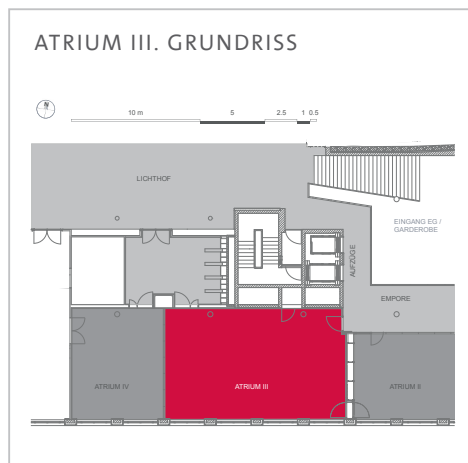 ATRIUM III. GRUNDRISS
N
10 m 5 2.5 1 0.5
LICHTHOF
EINGANG EG /
GARDEROBE
AUFZÜGE
EMPORE
ATRIUM IV
ATRIUM III
ATRIUM II